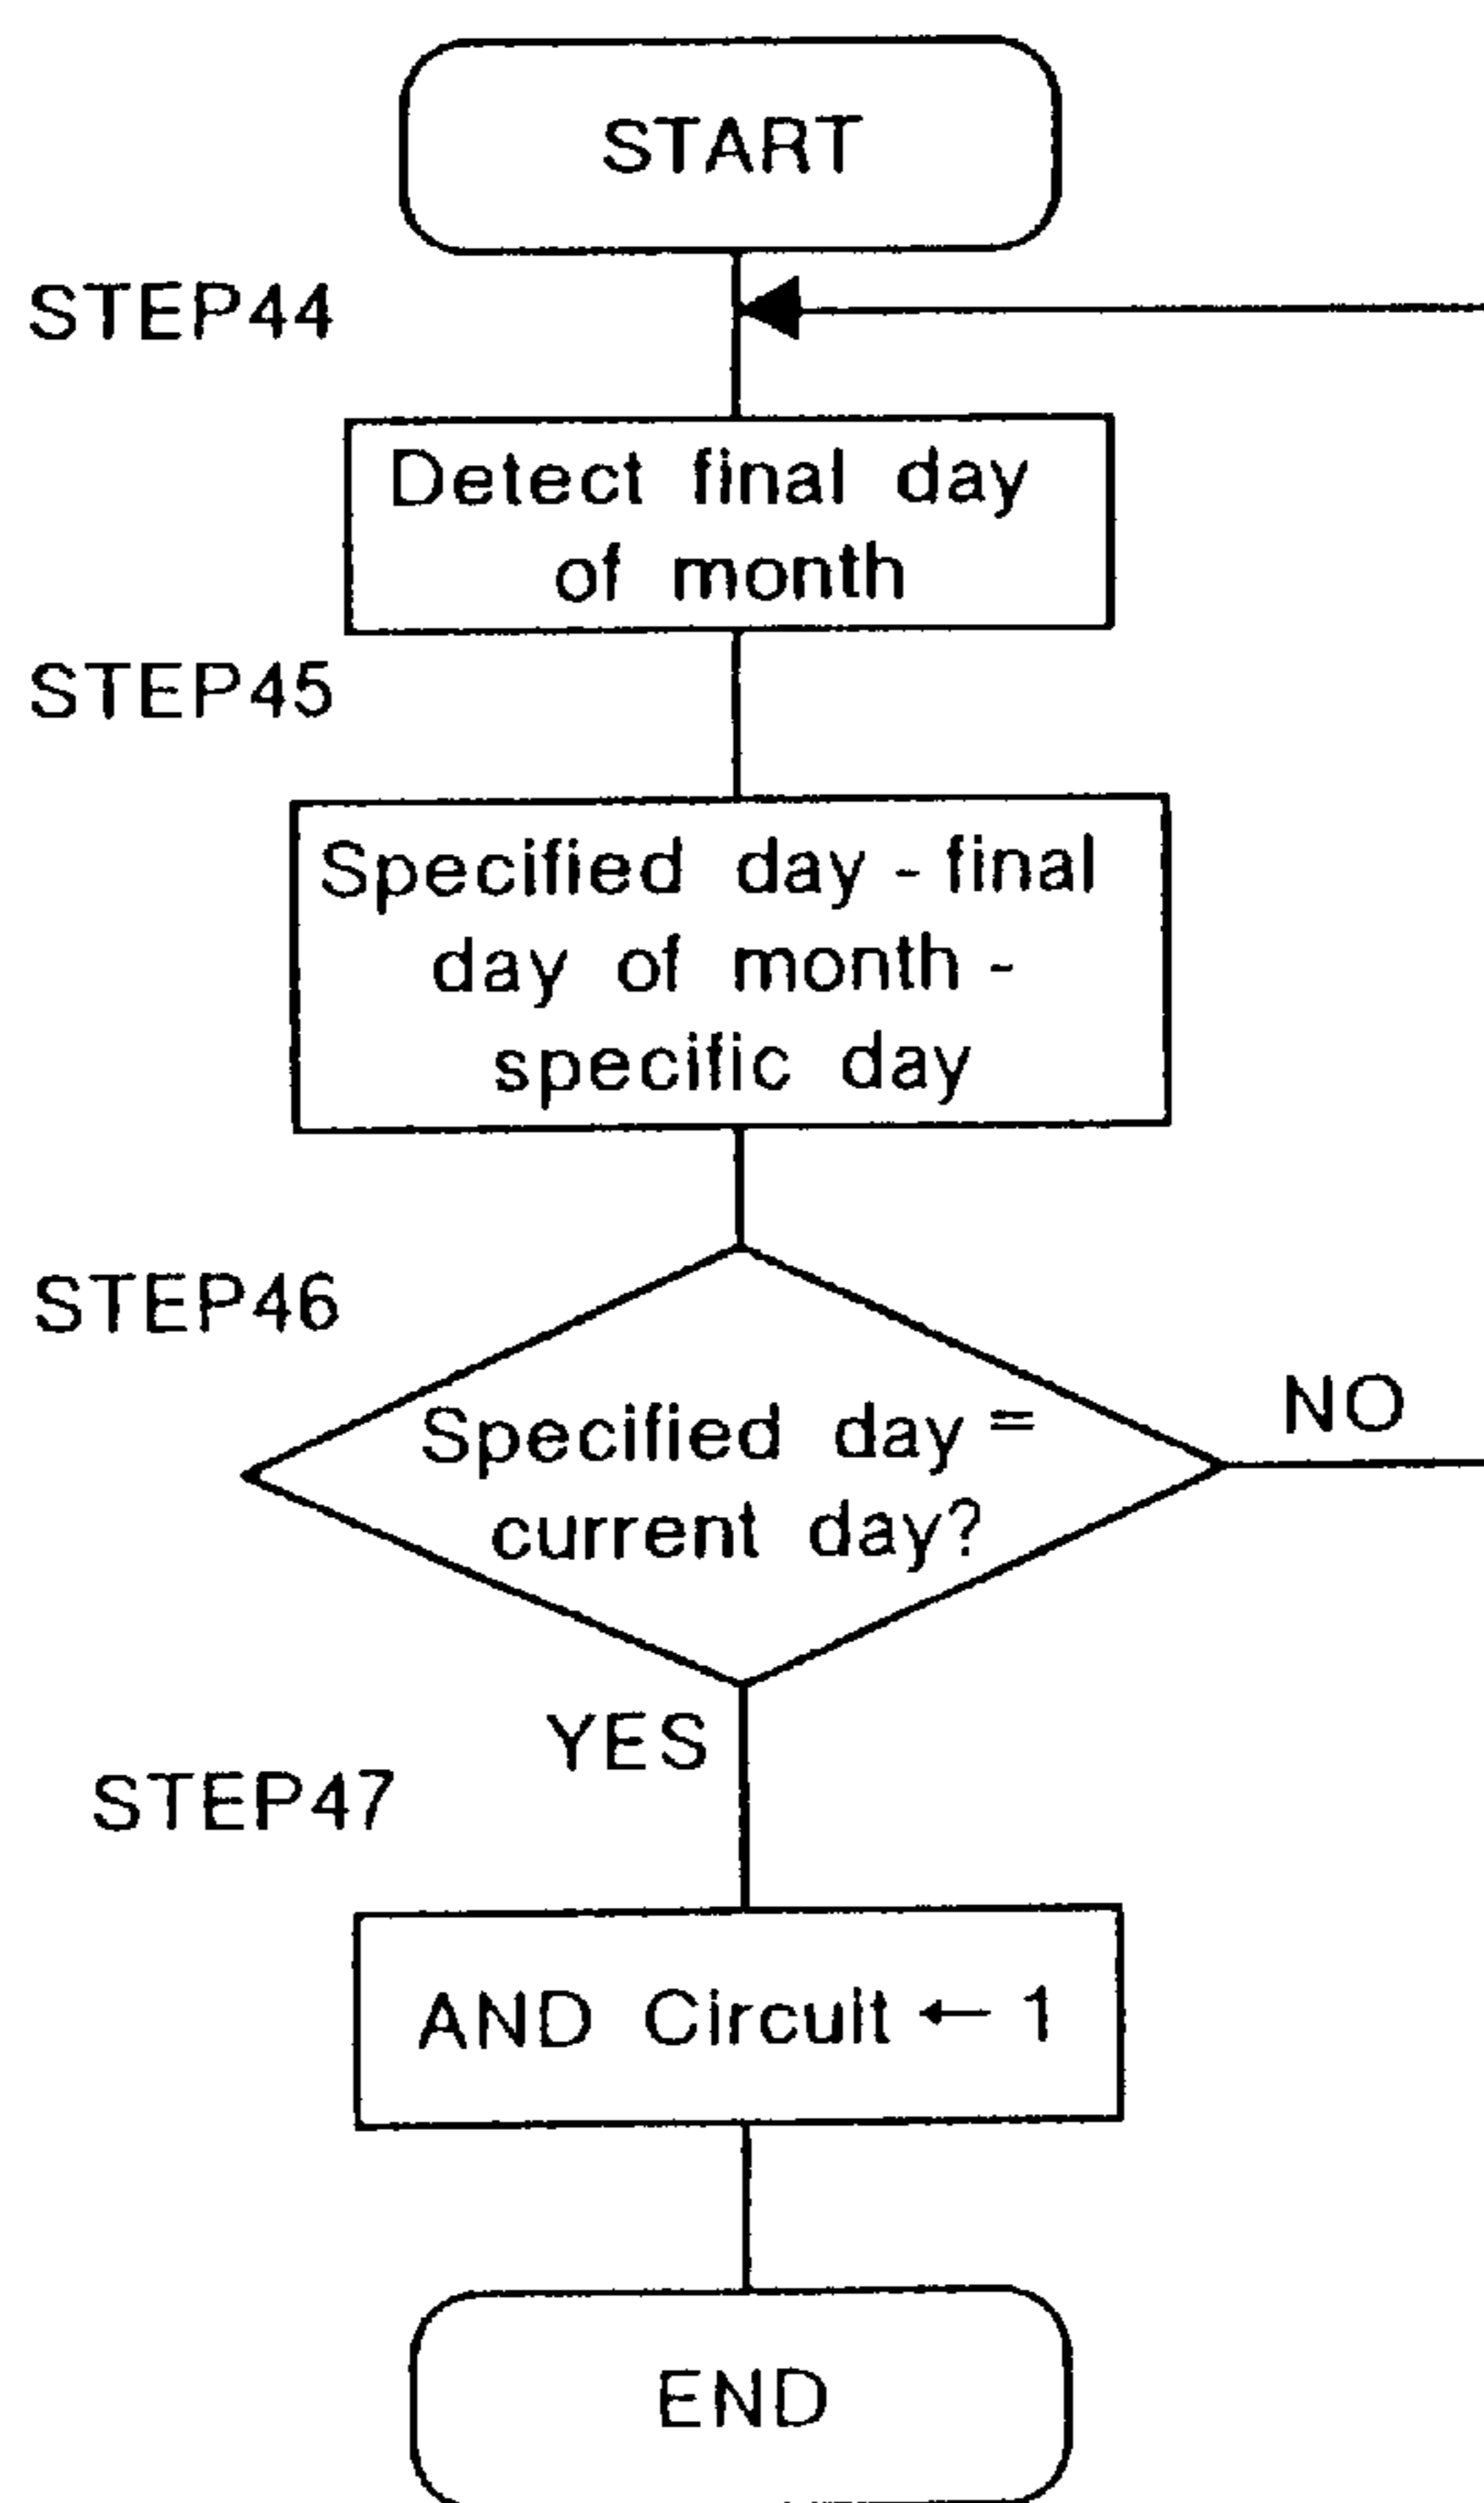 START
STEP44
Detect final day
of month
STEP45
Specified day - final
day of month -
specific day
STEP46
Specified day =
current day?
NO
YES
STEP47
AND Circuit ← 1
END